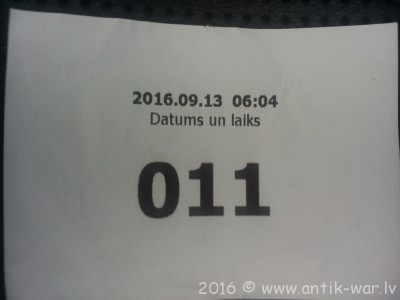 2016.09.13 06:04
Datums un laiks
011
2016 © www.antik-war.lv